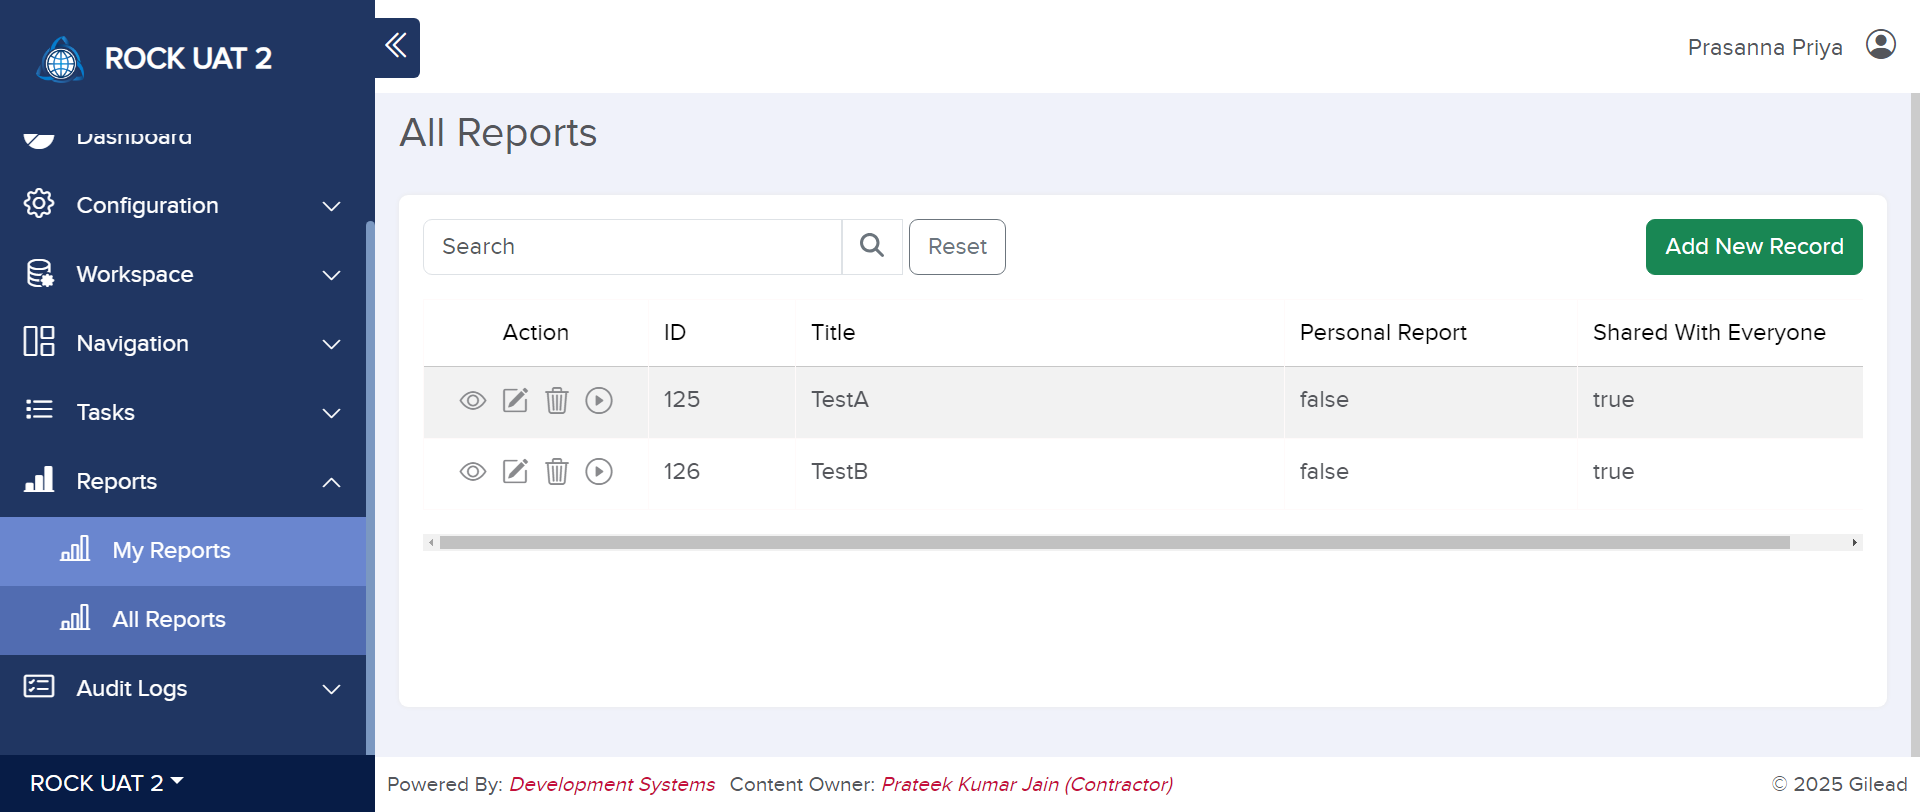 ROCK UAT 2
Prasanna Priya
Dashboard
Configuration
Workspace
Navigation
Tasks
Reports
My Reports
All Reports
Audit Logs
ROCK UAT 2
All Reports
Search
Reset
Add New Record
Action ID Title Personal Report Shared With Everyone
125 TestA false true
126 TestB false true
Powered By: Development Systems Content Owner: Prateek Kumar Jain (Contractor)
© 2025 Gilead